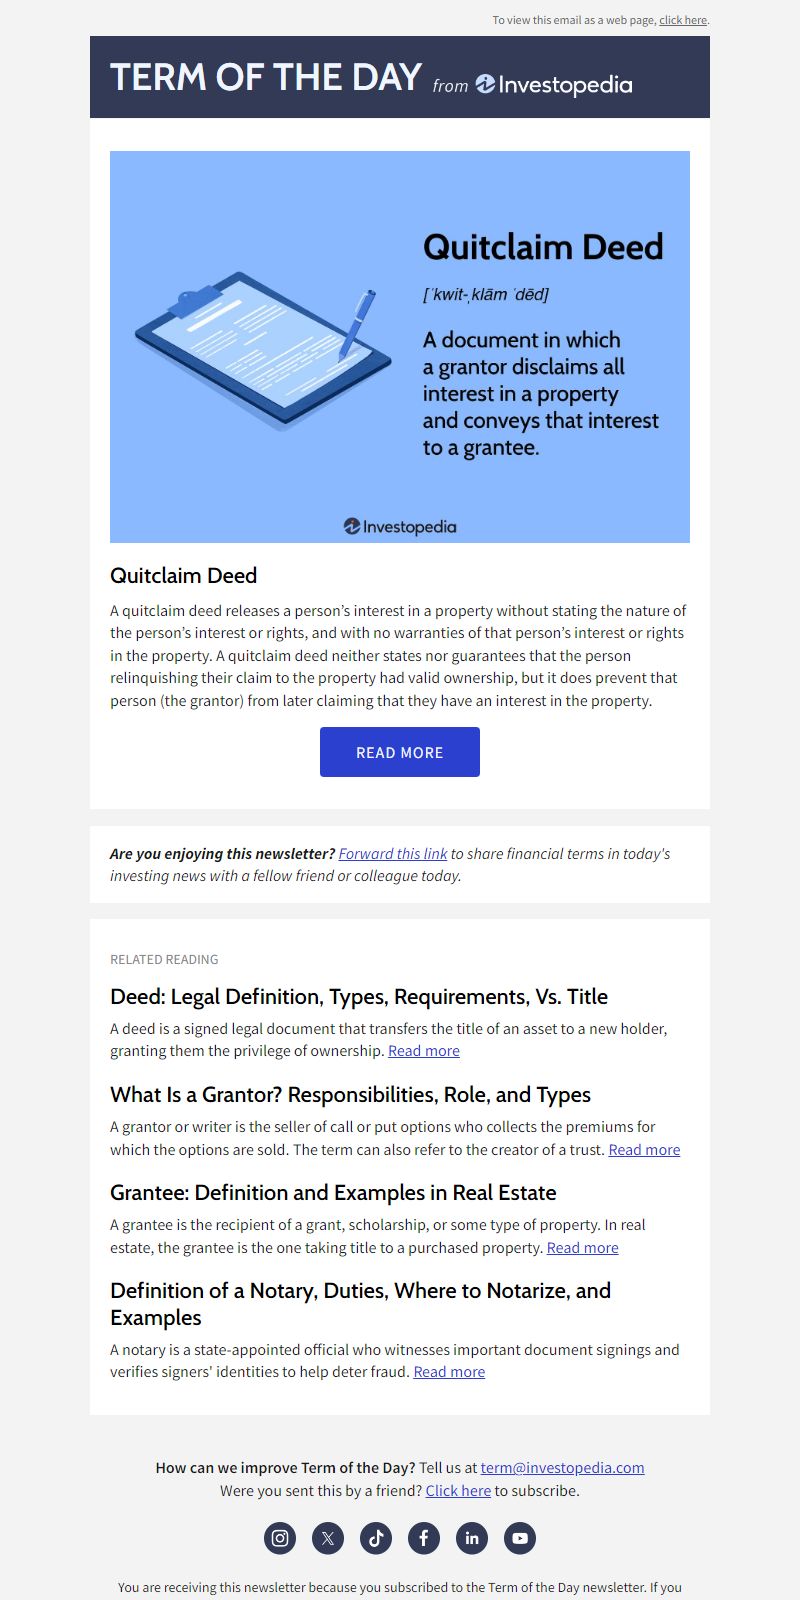 To view this email as a web page, click here.
TERM OF THE DAY from Investopedia
Quitclaim Deed
[ˈkwit-ˌklām ˈdēd]
A document in which
a grantor disclaims all
interest in a property
and conveys that interest
to a grantee.
Investopedia
Quitclaim Deed
A quitclaim deed releases a person’s interest in a property without stating the nature of
the person’s interest or rights, and with no warranties of that person’s interest or rights
in the property. A quitclaim deed neither states nor guarantees that the person
relinquishing their claim to the property had valid ownership, but it does prevent that
person (the grantor) from later claiming that they have an interest in the property.
READ MORE
Are you enjoying this newsletter? Forward this link to share financial terms in today's
investing news with a fellow friend or colleague today.
RELATED READING
Deed: Legal Definition, Types, Requirements, Vs. Title
A deed is a signed legal document that transfers the title of an asset to a new holder,
granting them the privilege of ownership. Read more
What Is a Grantor? Responsibilities, Role, and Types
A grantor or writer is the seller of call or put options who collects the premiums for
which the options are sold. The term can also refer to the creator of a trust. Read more
Grantee: Definition and Examples in Real Estate
A grantee is the recipient of a grant, scholarship, or some type of property. In real
estate, the grantee is the one taking title to a purchased property. Read more
Definition of a Notary, Duties, Where to Notarize, and
Examples
A notary is a state-appointed official who witnesses important document signings and
verifies signers' identities to help deter fraud. Read more
How can we improve Term of the Day? Tell us at term@investopedia.com
Were you sent this by a friend? Click here to subscribe.
You are receiving this newsletter because you subscribed to the Term of the Day newsletter. If you